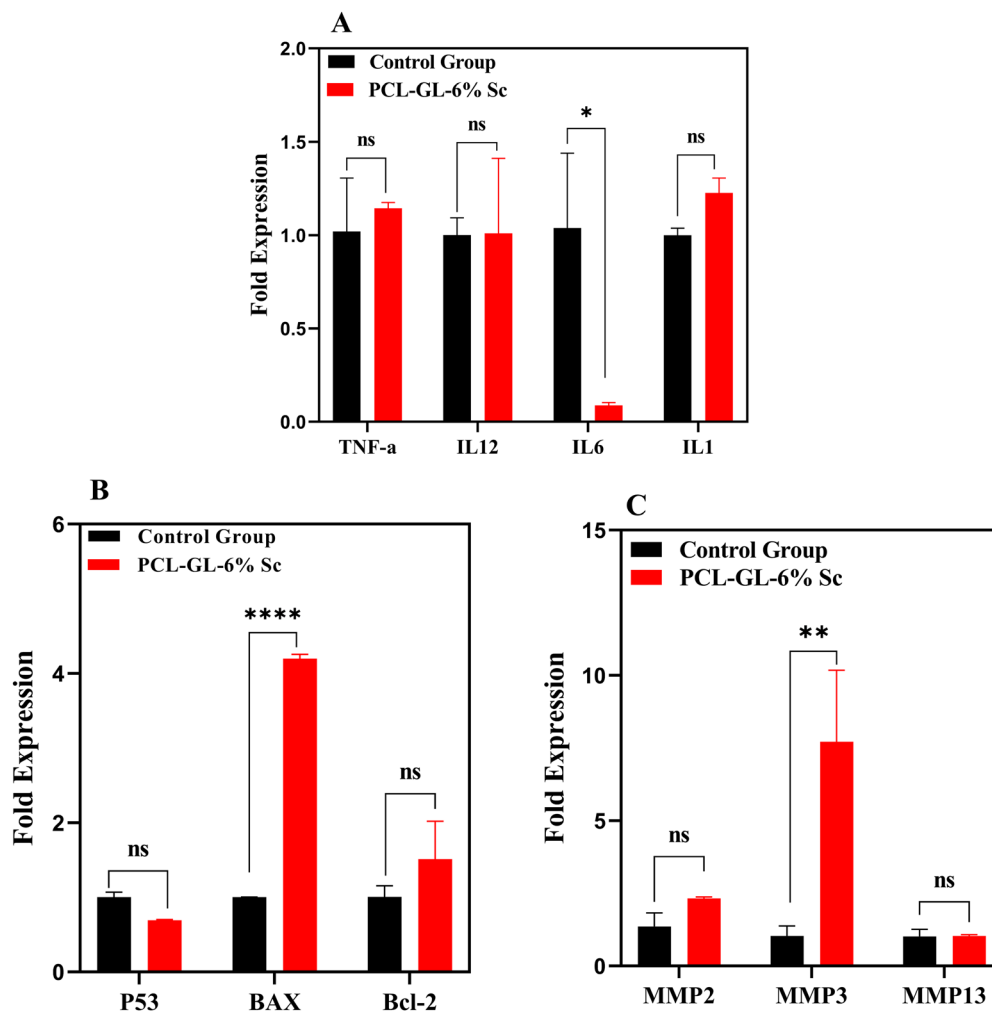 A
2.0
Control Group
PCL-GL-6% Sc
*
ns
ns
ns
1.5
1.0
0.5
0.0
Fold Expression
TNF-a IL12 IL6 IL1
B
6
Control Group
PCL-GL-6% Sc
****
4
ns
2
ns
0
Fold Expression
P53 BAX Bcl-2
C
15
Control Group
PCL-GL-6% Sc
**
10
ns
5
ns
0
Fold Expression
MMP2 MMP3 MMP13